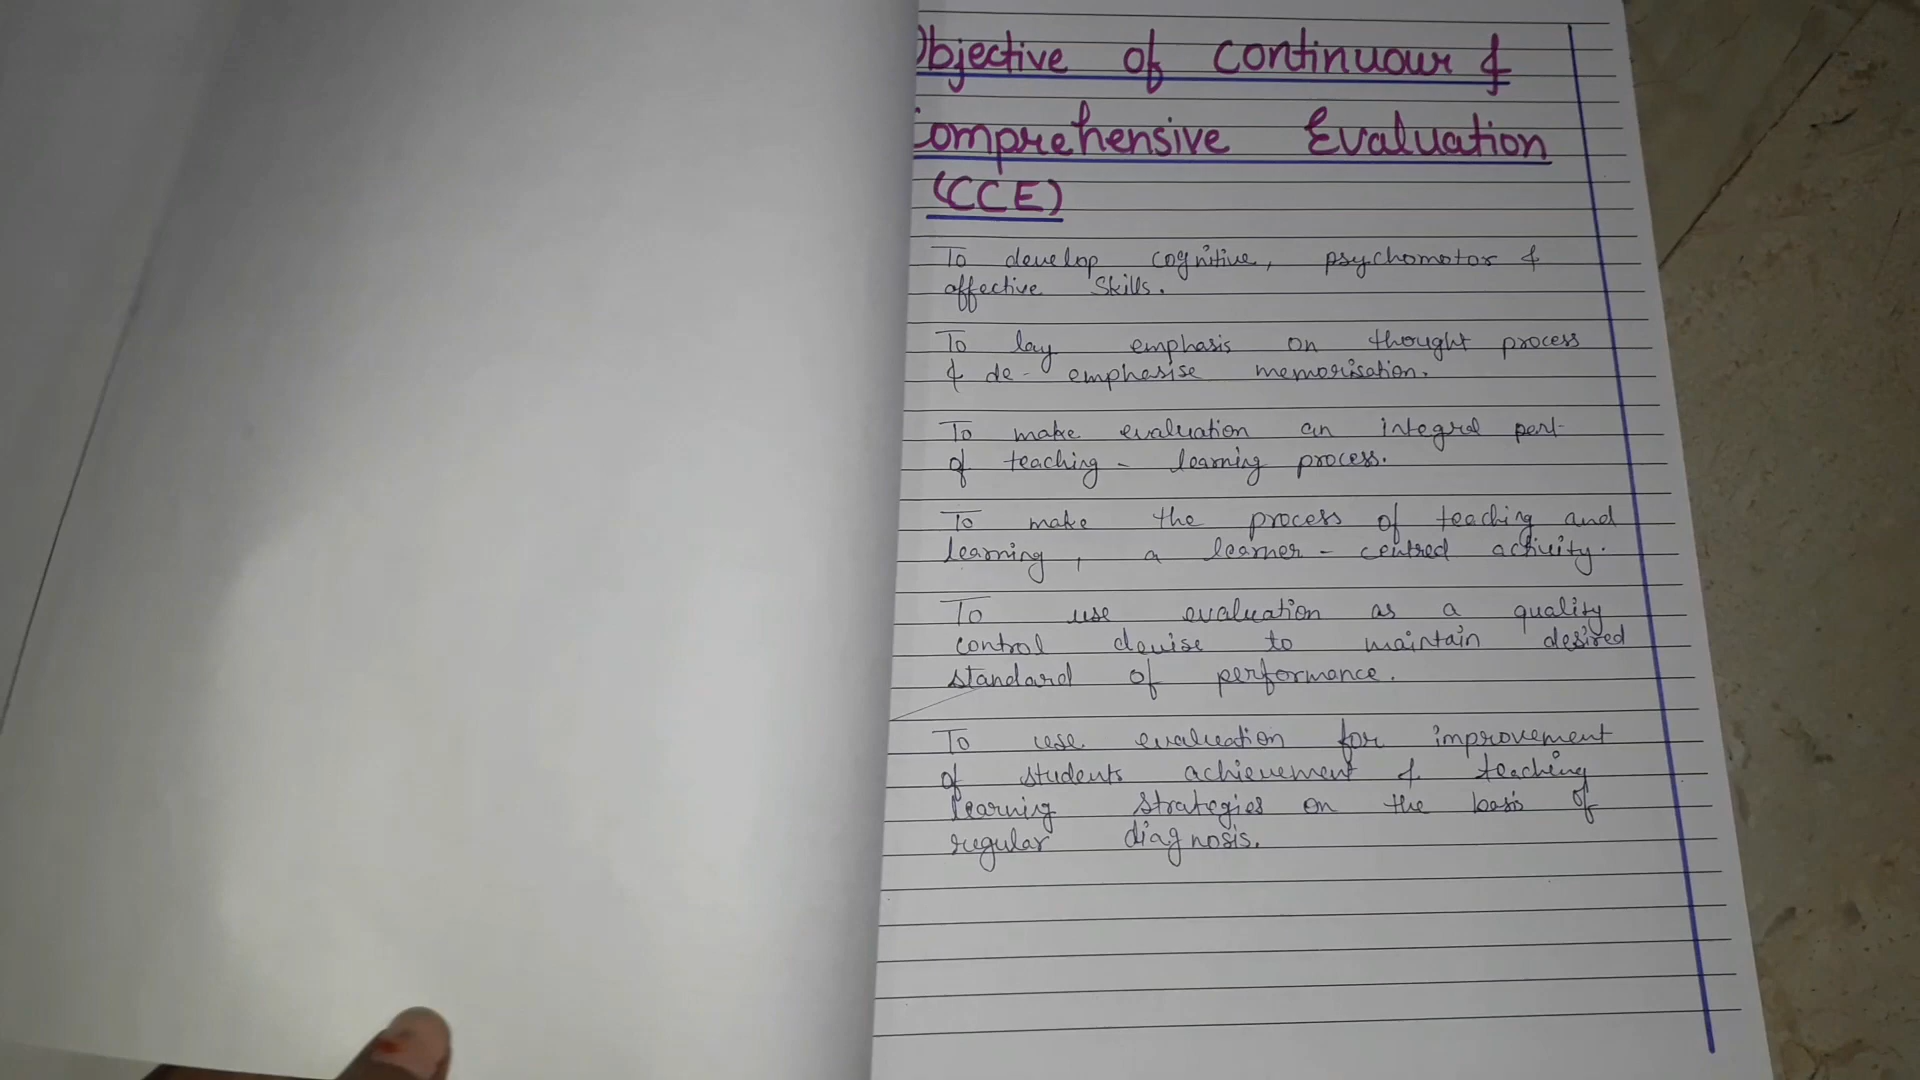 Objective of continuour &
Comprehensive Evaluation
(CCE)
To develop cognitive, psychomotor &
affective skills.
To lay emphasis on thought process
& de-emphasise memorisation.
To make evaluation an integral part
of teaching - learning process.
To make the process of teaching and
learning, a learner - centred activity.
To use evaluation as a quality
control devise to maintain desired
standard of performance.
To use evaluation for improvement
of students achievement & teaching
learning strategies on the basis of
regular diagnosis.